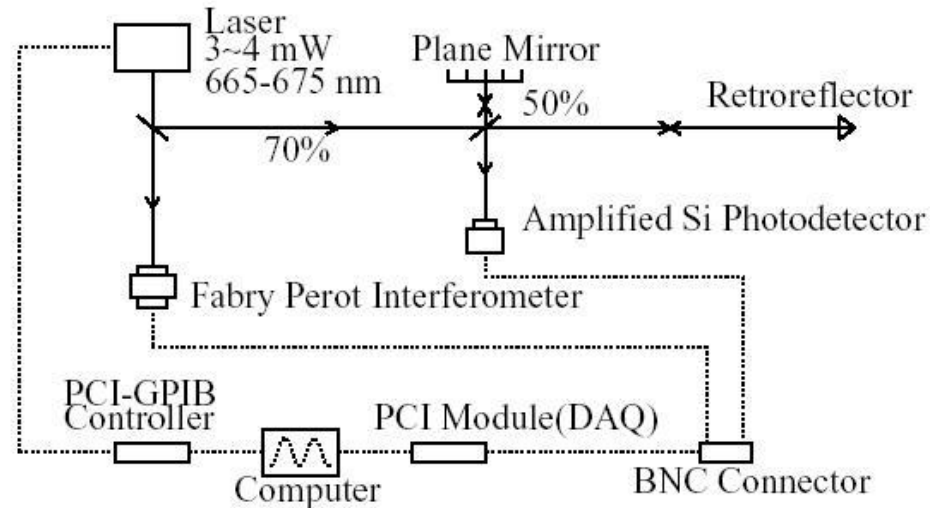 Laser
3~4 mW
665-675 nm
Plane Mirror
50%
Retroreflector
70%
Amplified Si Photodetector
Fabry Perot Interferometer
PCI-GPIB
Controller
PCI Module(DAQ)
Computer
BNC Connector